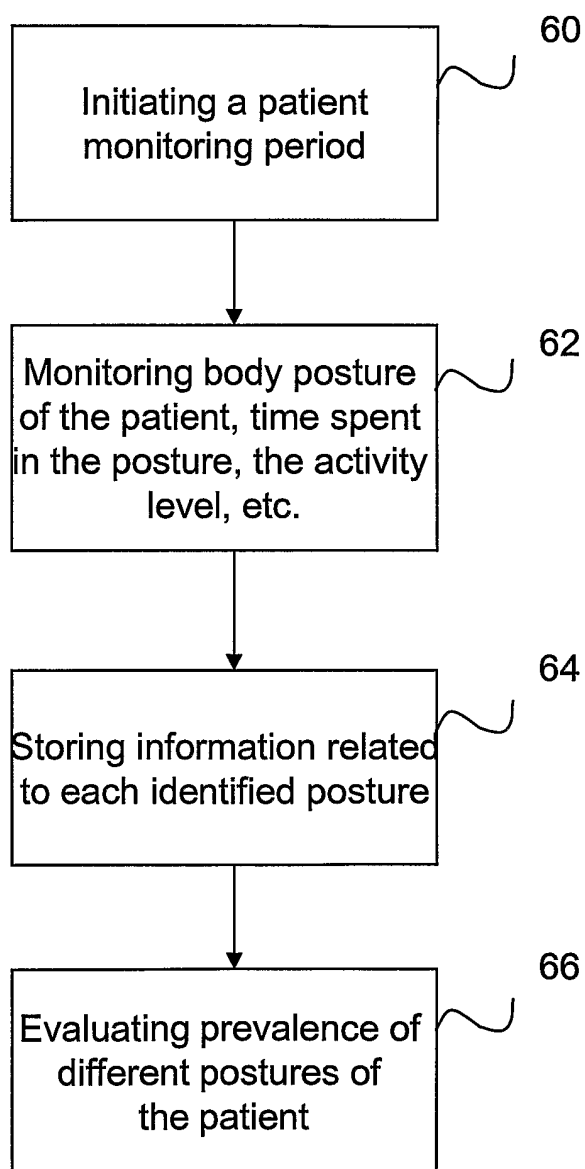 60
Initiating a patient
monitoring period
62
Monitoring body posture
of the patient, time spent
in the posture, the activity
level, etc.
64
Storing information related
to each identified posture
66
Evaluating prevalence of
different postures of
the patient